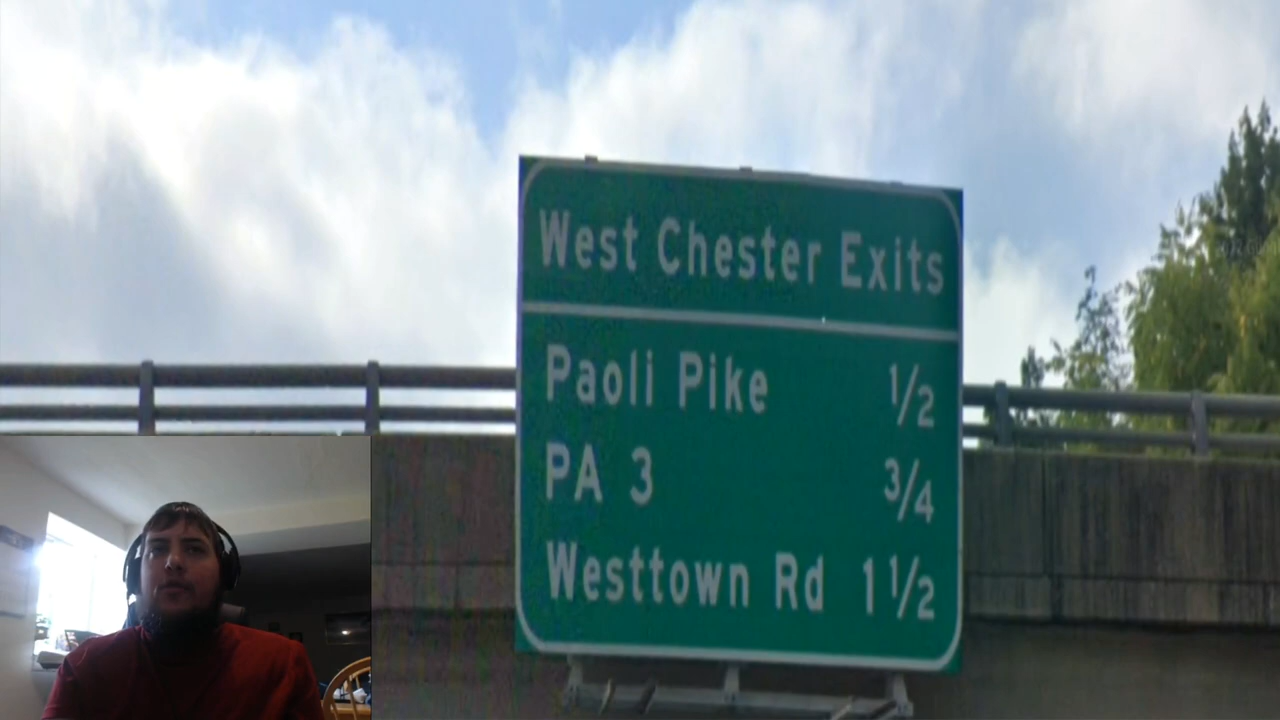 West Chester Exits
Paoli Pike 1/2
PA 3 3/4
Westtown Rd 1 1/2